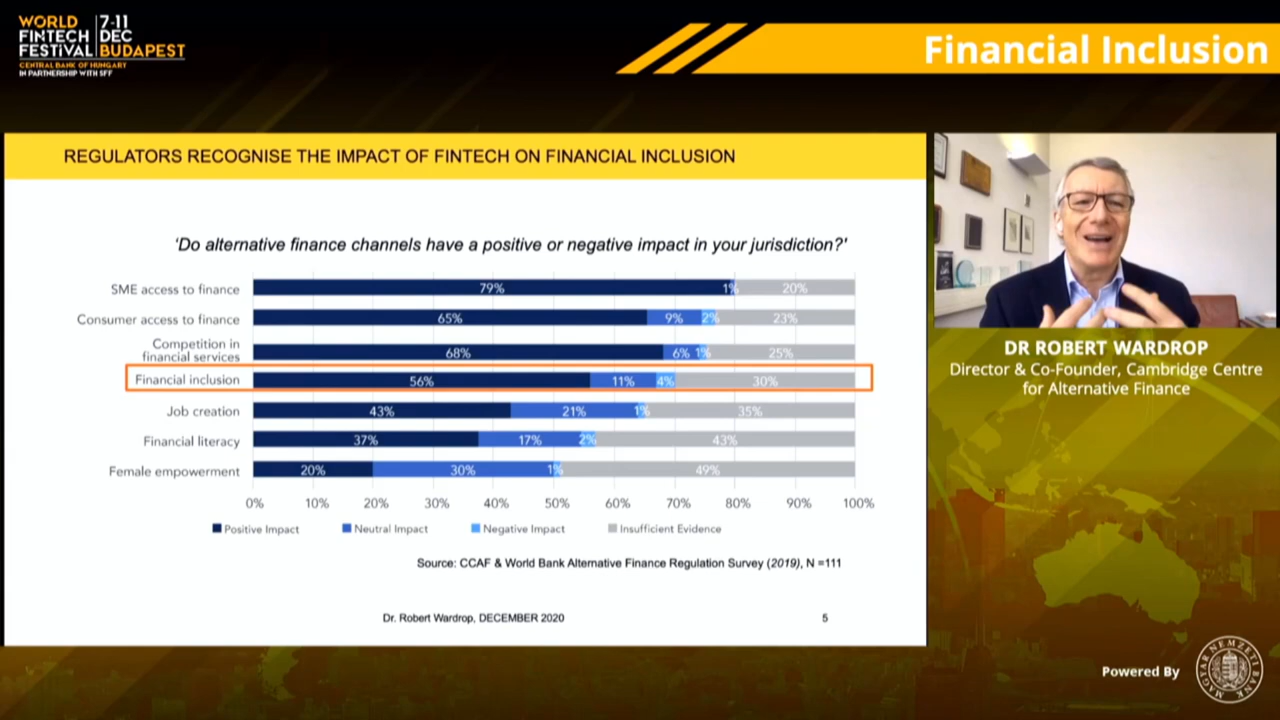 WORLD
FINTECH
FESTIVAL
7-11
DEC
BUDAPEST
CENTRAL BANK OF HUNGARY
IN PARTNERSHIP WITH SFF
Financial Inclusion
REGULATORS RECOGNISE THE IMPACT OF FINTECH ON FINANCIAL INCLUSION
'Do alternative finance channels have a positive or negative impact in your jurisdiction?'
SME access to finance 79% 1% 20%
Consumer access to finance 65% 9% 2% 23%
Competition in
financial services 68% 6% 1% 25%
Financial inclusion 56% 11% 4% 30%
Job creation 43% 21% 1% 35%
Financial literacy 37% 17% 2% 43%
Female empowerment 20% 30% 1% 49%
0% 10% 20% 30% 40% 50% 60% 70% 80% 90% 100%
Positive Impact Neutral Impact Negative Impact Insufficient Evidence
Source: CCAF & World Bank Alternative Finance Regulation Survey (2019), N =111
Dr. Robert Wardrop, DECEMBER 2020 5
DR ROBERT WARDROP
Director & Co-Founder, Cambridge Centre
for Alternative Finance
Powered By
MAGYAR NEMZETI BANK